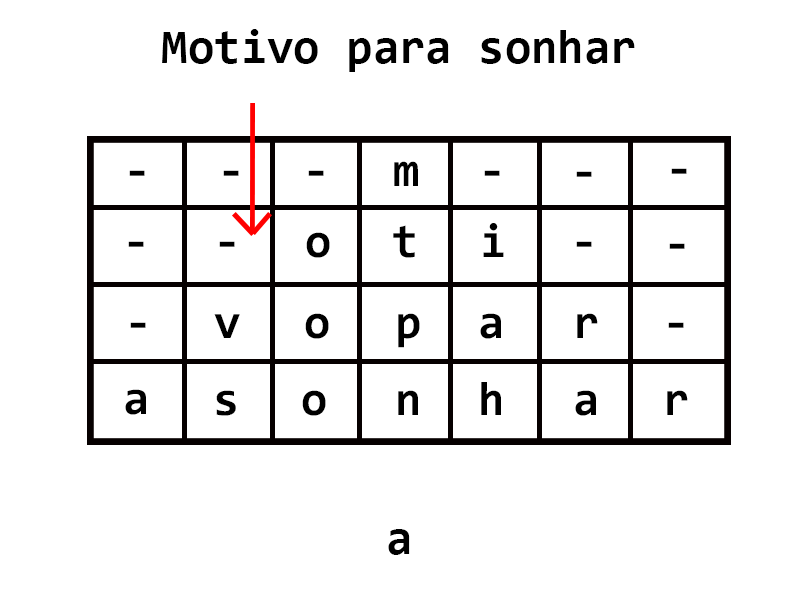 Motivo para sonhar
- - - m - - -
- - o t i - -
- v o p a r -
a s o n h a r
a